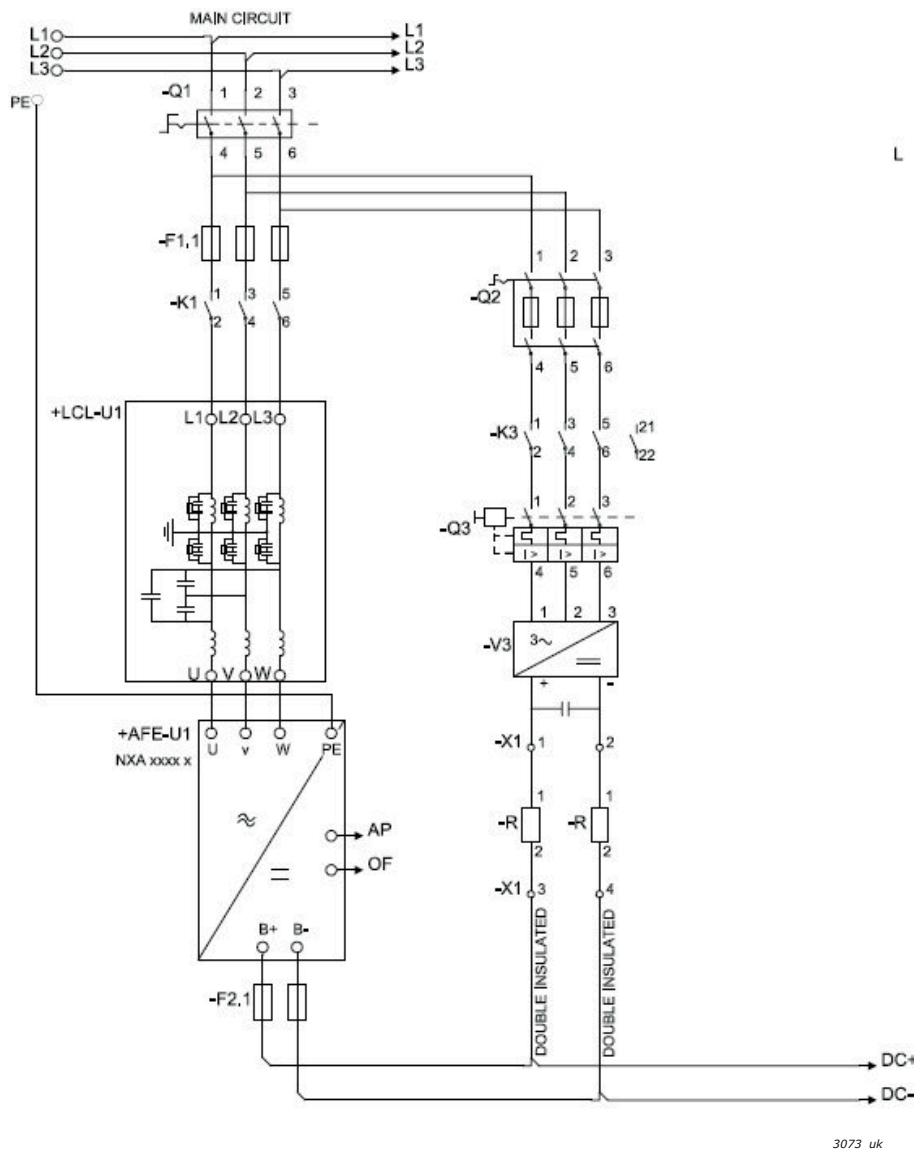 MAIN CIRCUIT
L1 L1
L2 L2
L3 L3
PE
-Q1 1 2 3
4 5 6
L
-F1,1
1 2 3
-Q2
-K1 1 3 5
2 4 6
4 5 6
+LCL-U1 L1 L2 L3
-K3 1 3 5 21
2 4 6 22
1 2 3
-Q3
I> I> I>
4 5 6
1 2 3
-V3 3~
+ -
U V W
+AFE-U1
U v W PE
NXA xxxx x
-X1 1 2
AP
OF
1 1
-R -R
2 2
-X1 3 4
B+ B-
DOUBLE INSULATED
DOUBLE INSULATED
-F2,1
DC+
DC-
3073_uk